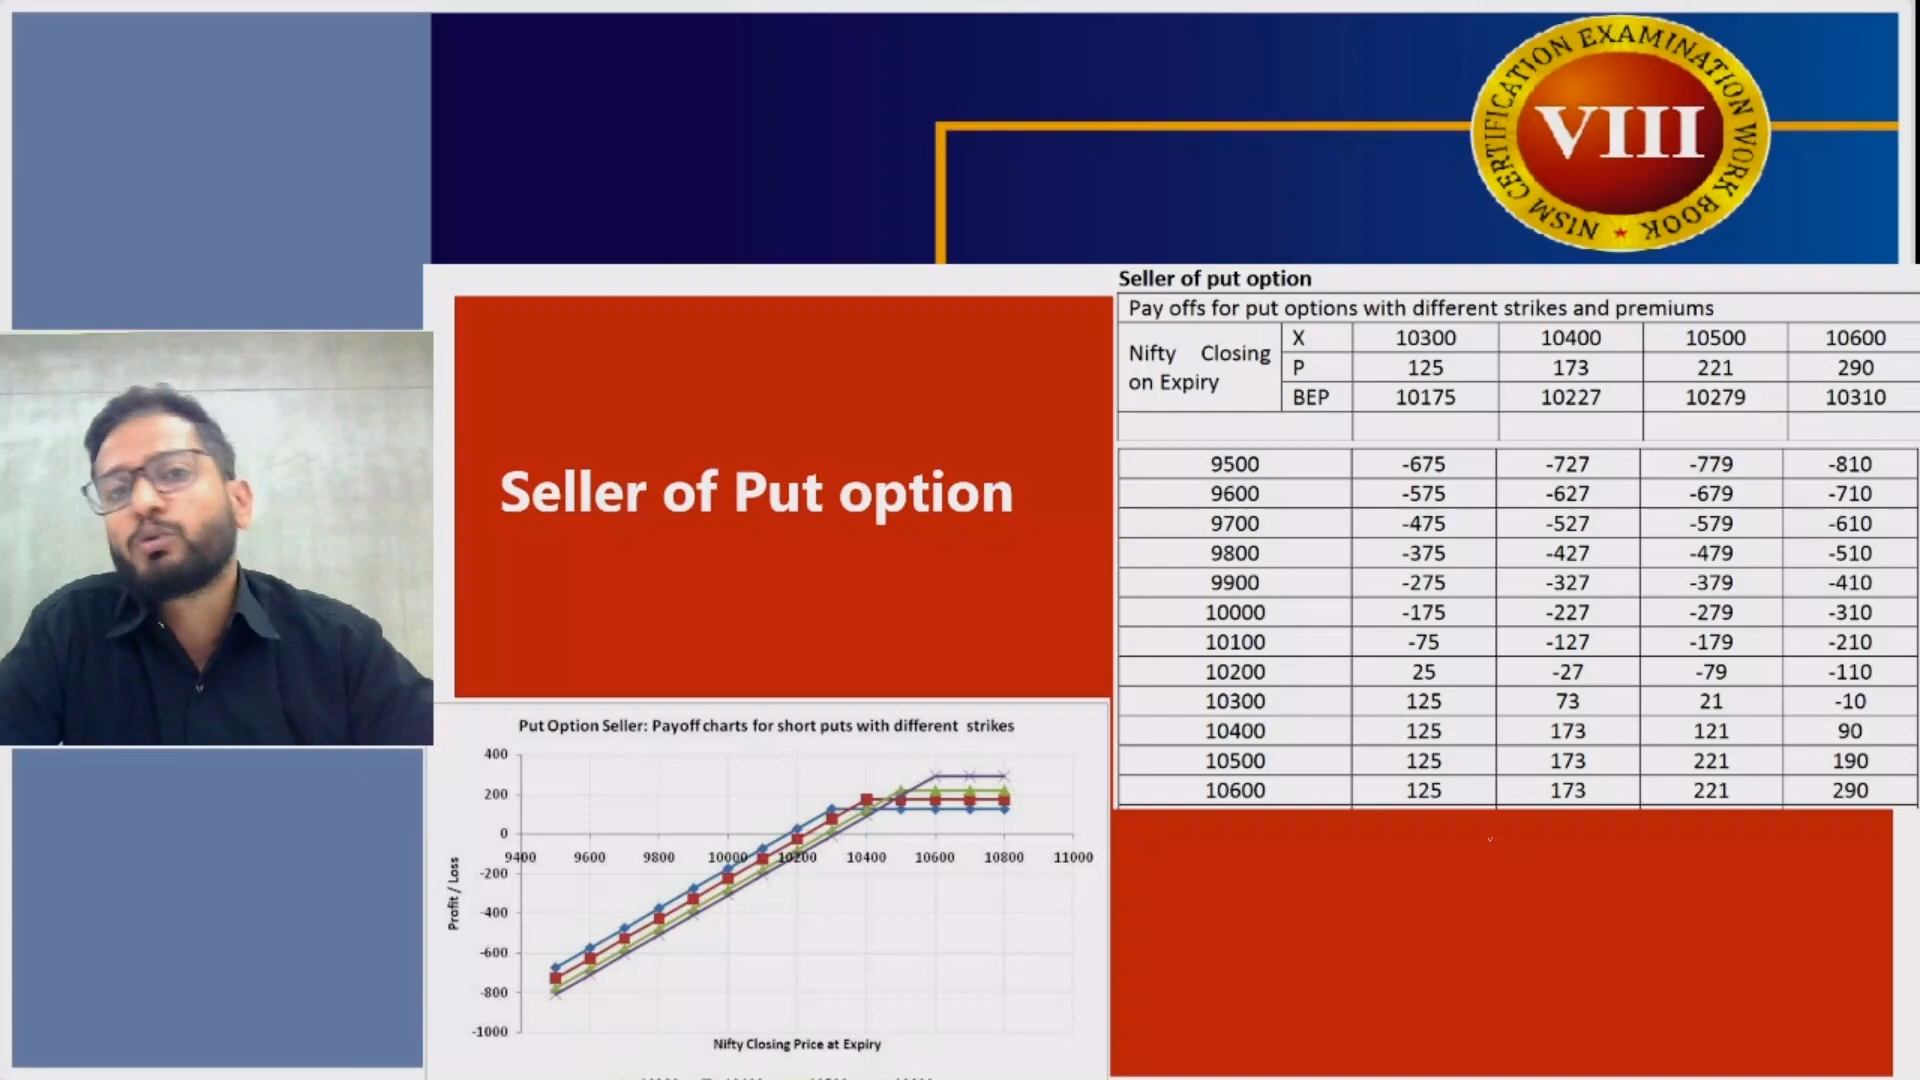 NISM CERTIFICATION EXAMINATION WORK BOOK
VIII
Seller of Put option
Seller of put option
Pay offs for put options with different strikes and premiums
Nifty Closing on Expiry X 10300 10400 10500 10600
P 125 173 221 290
BEP 10175 10227 10279 10310
9500 -675 -727 -779 -810
9600 -575 -627 -679 -710
9700 -475 -527 -579 -610
9800 -375 -427 -479 -510
9900 -275 -327 -379 -410
10000 -175 -227 -279 -310
10100 -75 -127 -179 -210
10200 25 -27 -79 -110
10300 125 73 21 -10
10400 125 173 121 90
10500 125 173 221 190
10600 125 173 221 290
Put Option Seller: Payoff charts for short puts with different strikes
400
200
0
9400 9600 9800 10000 10200 10400 10600 10800 11000
-200
-400
-600
-800
-1000
Profit / Loss
Nifty Closing Price at Expiry